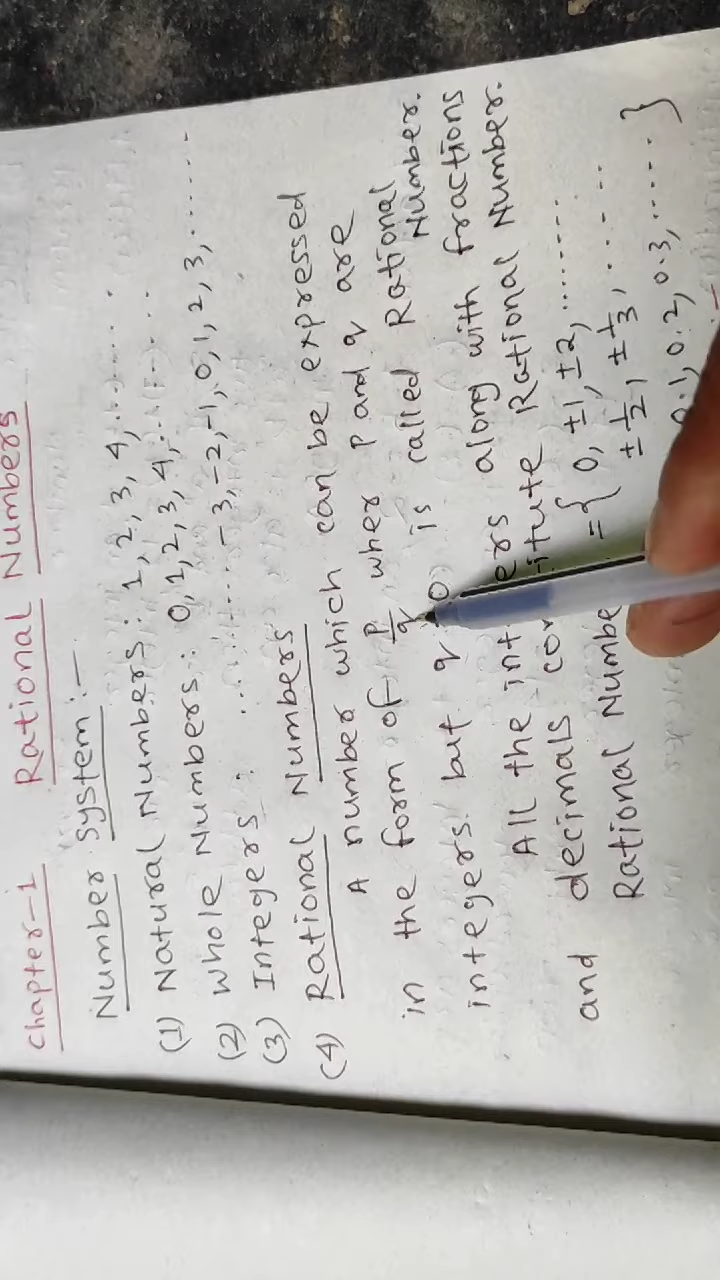 Chapter-1 Rational Numbers
Number System:-
(1) Natural Numbers : 1, 2, 3, 4, ......
(2) Whole Numbers : 0, 1, 2, 3, 4, ......
(3) Integers : ...... -3, -2, -1, 0, 1, 2, 3, ......
(4) Rational Numbers
A number which can be expressed
in the form of p/q wher p and q are
integers but q 0 is called Rational Number.
All the int ers along with fractions
and decimals con itute Rational Number.
Rational Numbe = { 0, ±1, ±2, ......
± 1/2, ± 1/3, ......
0.1, 0.2, 0.3, ...... }